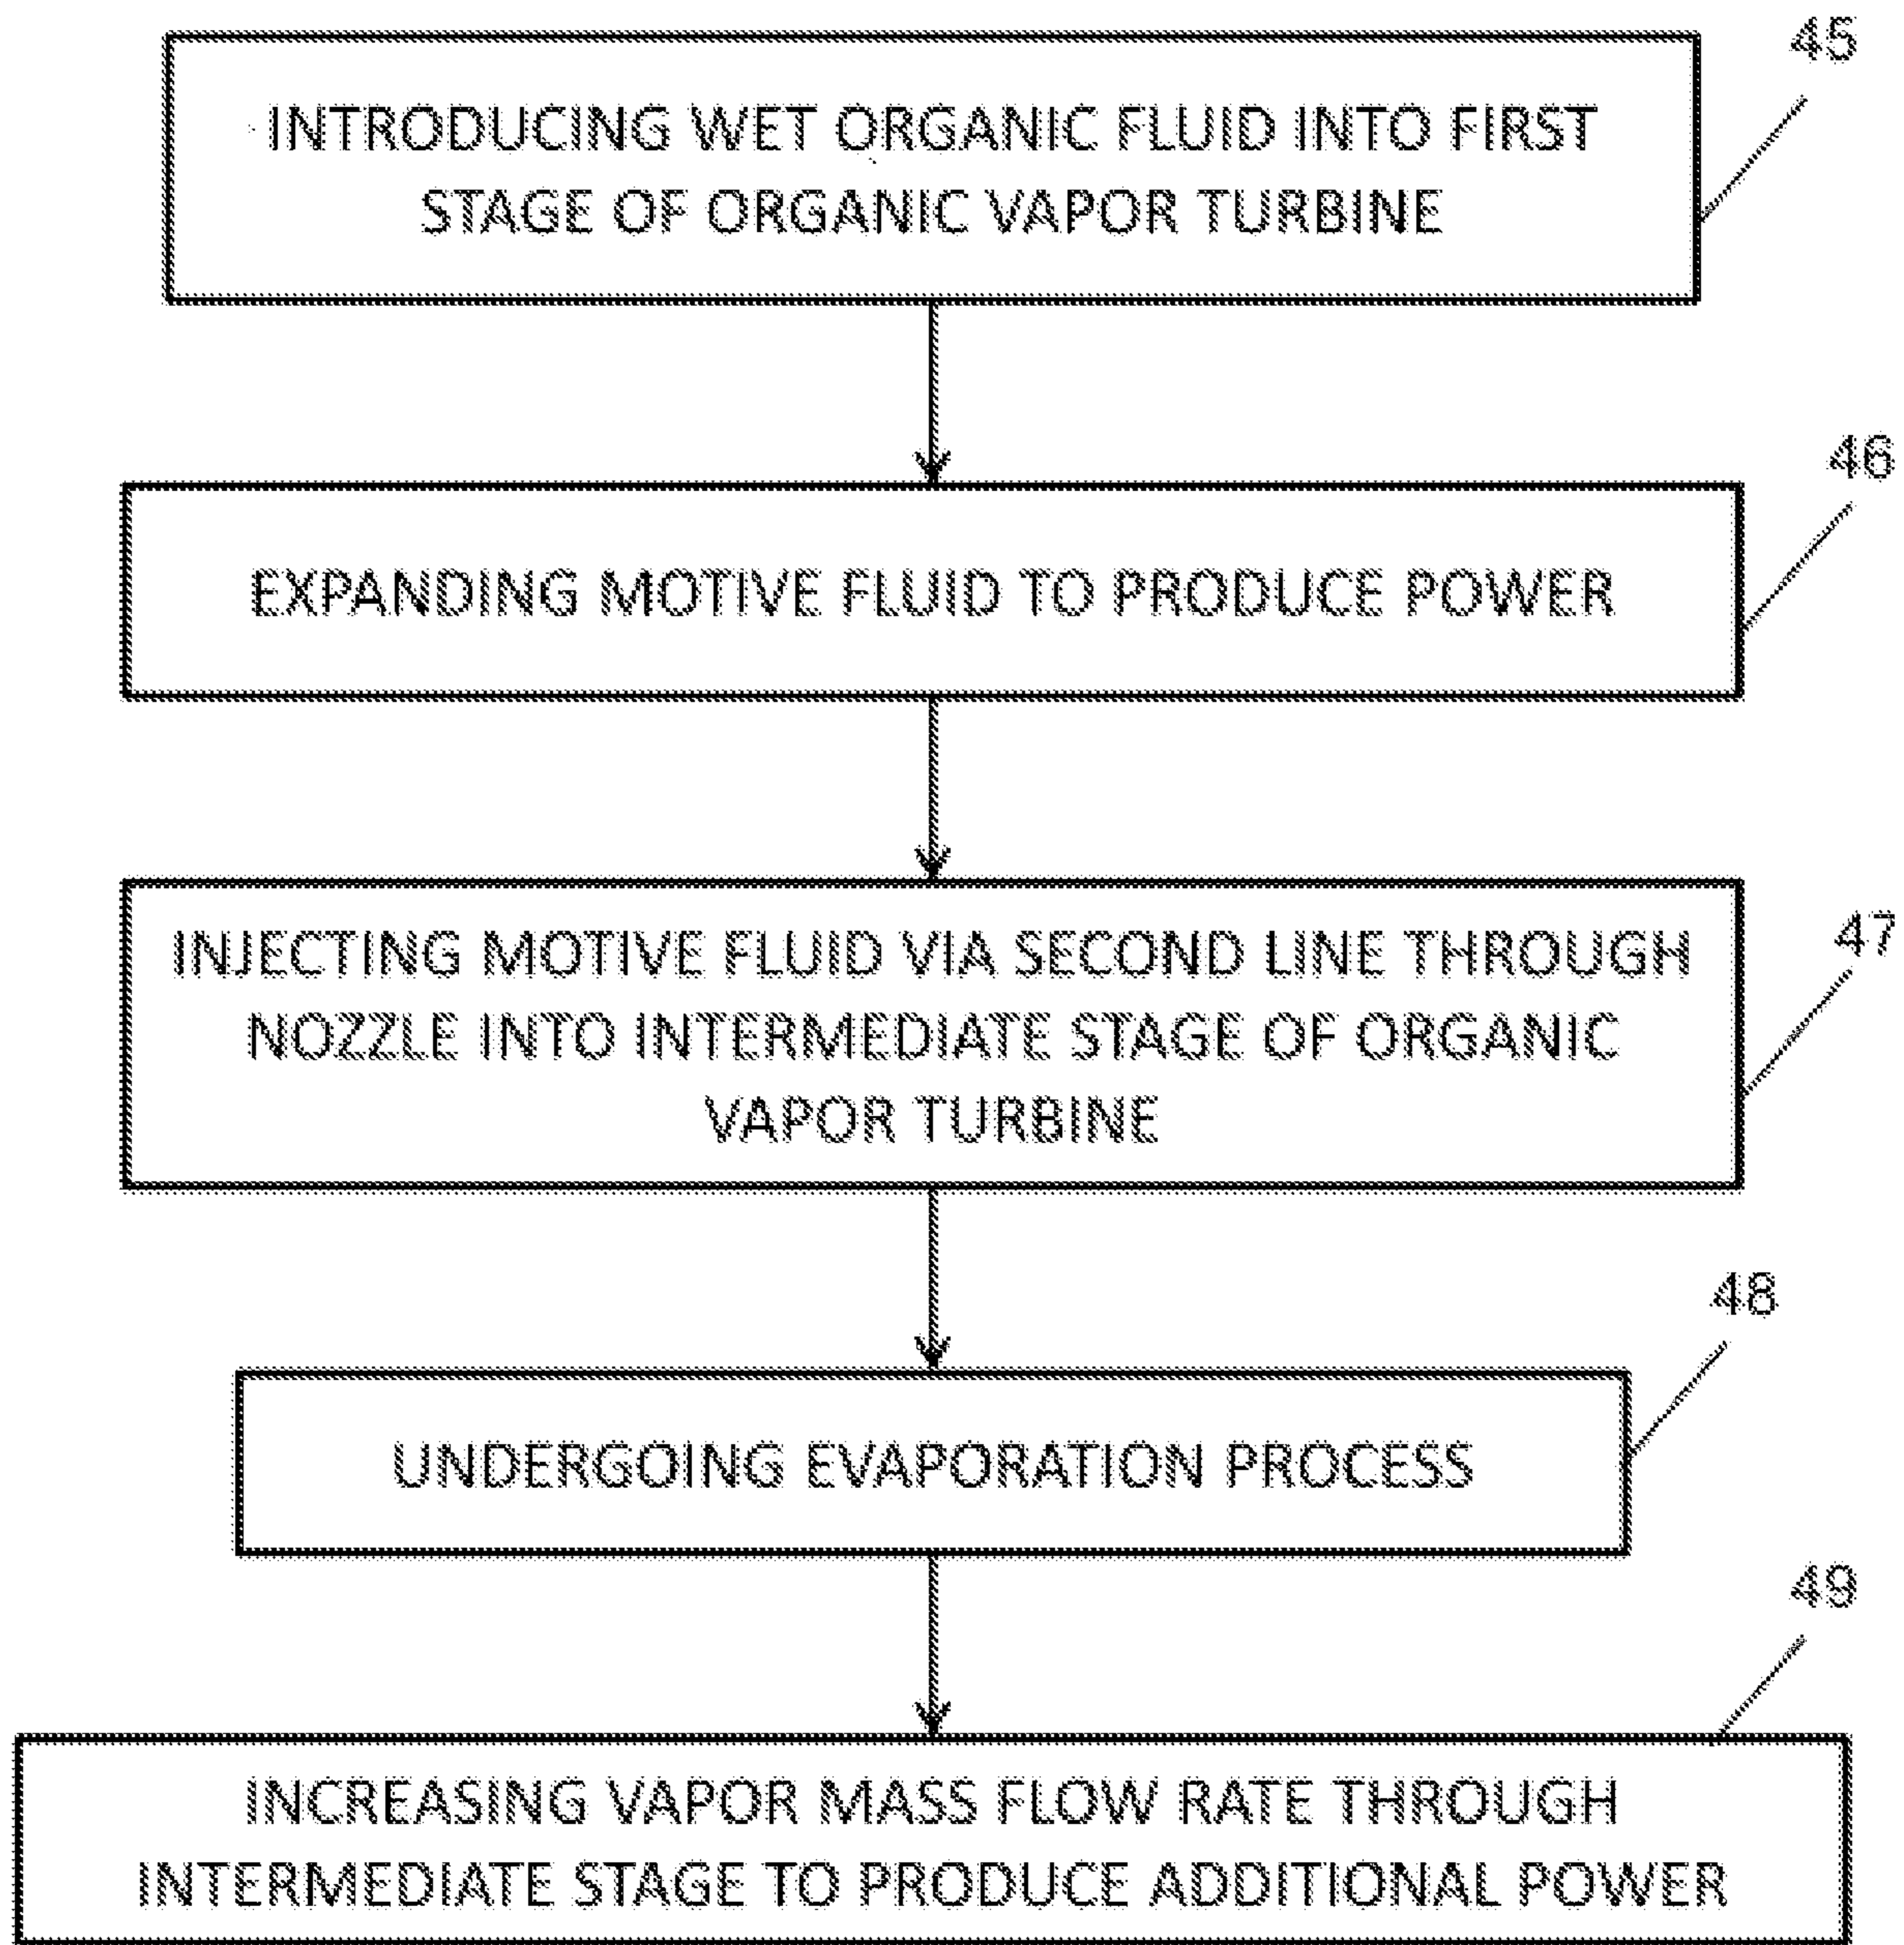 45
INTRODUCING WET ORGANIC FLUID INTO FIRST
STAGE OF ORGANIC VAPOR TURBINE
46
EXPANDING MOTIVE FLUID TO PRODUCE POWER
47
INJECTING MOTIVE FLUID VIA SECOND LINE THROUGH
NOZZLE INTO INTERMEDIATE STAGE OF ORGANIC
VAPOR TURBINE
48
UNDERGOING EVAPORATION PROCESS
49
INCREASING VAPOR MASS FLOW RATE THROUGH
INTERMEDIATE STAGE TO PRODUCE ADDITIONAL POWER